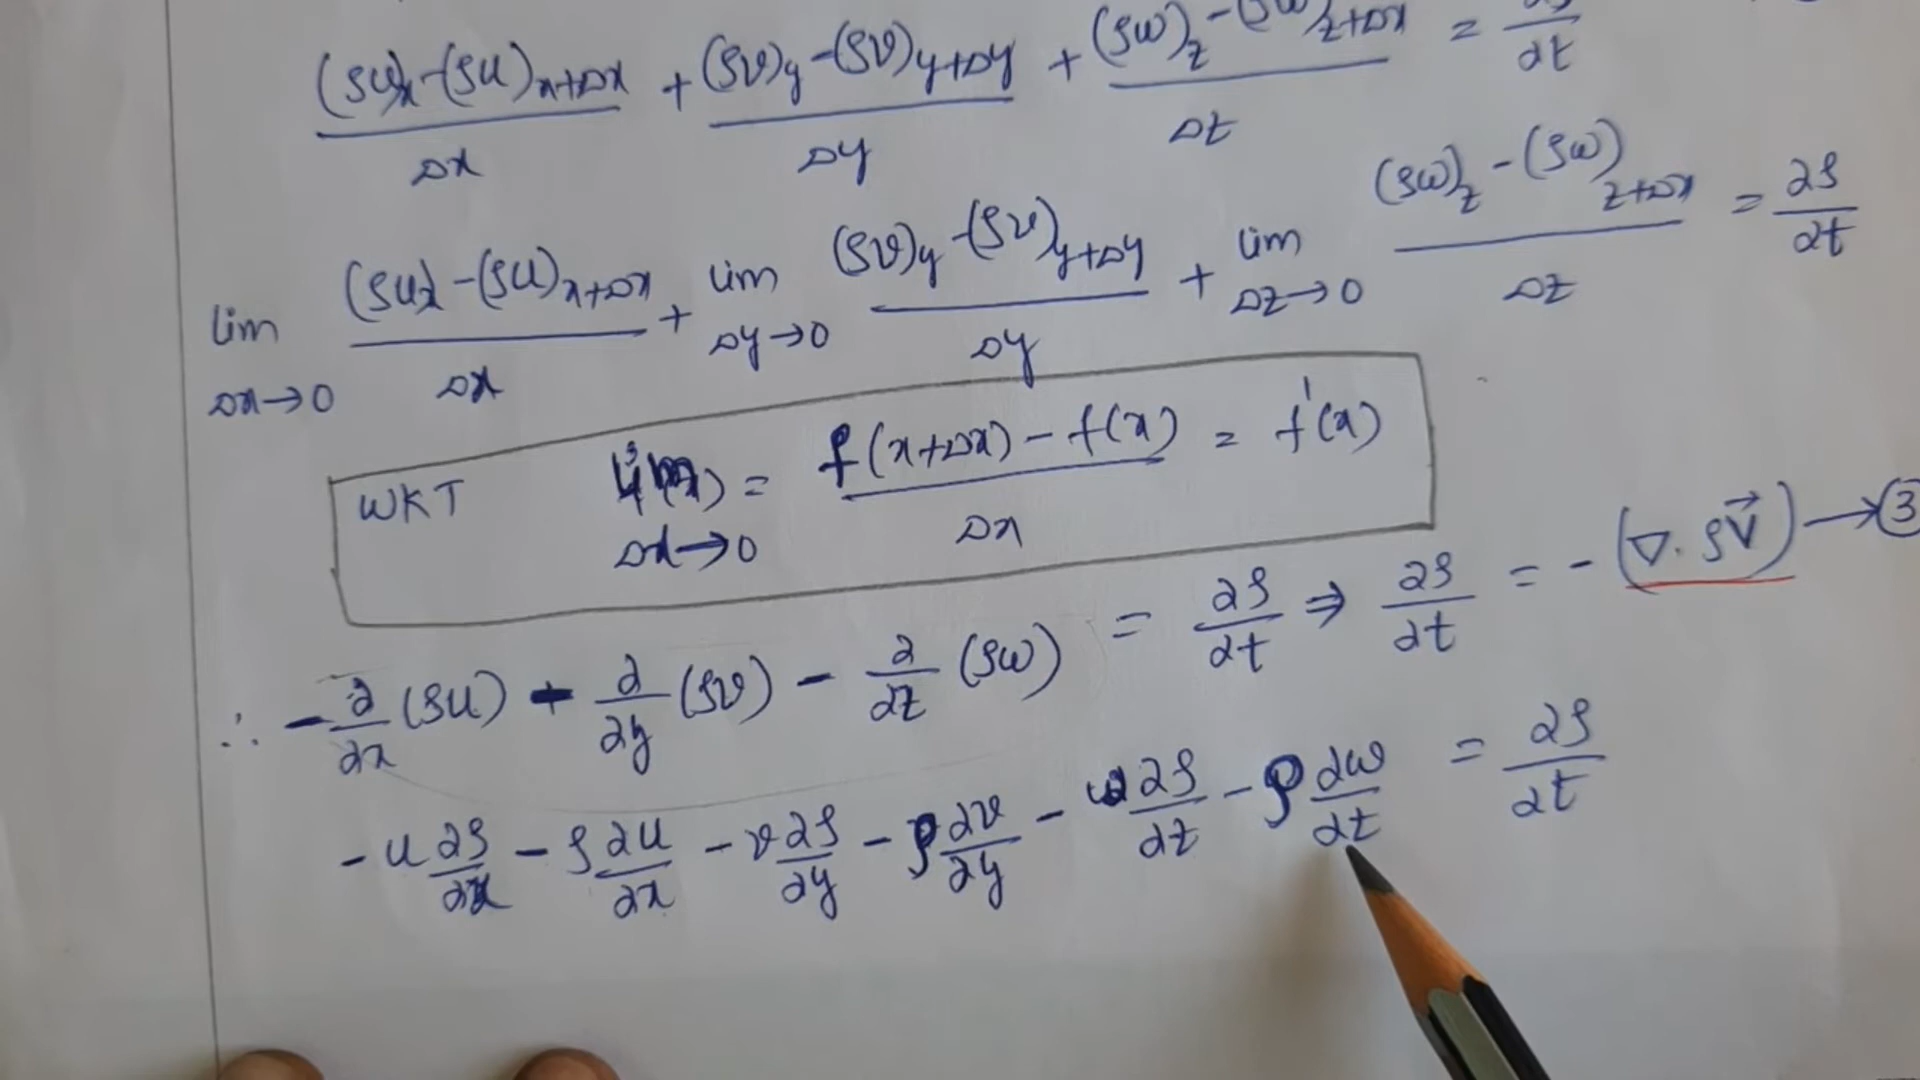 (ρu)x - (ρu)x+Δx / Δx + (ρv)y - (ρv)y+Δy / Δy + (ρw)z - (ρw)z+Δx / Δz = ∂ρ/∂t
lim Δx→0 (ρu)x - (ρu)x+Δx / Δx + lim Δy→0 (ρv)y - (ρv)y+Δy / Δy + lim Δz→0 (ρw)z - (ρw)z+Δx / Δz = ∂ρ/∂t
WKT lim Δx→0 = f(x+Δx) - f(x) / Δx = f'(x)
∴ - ∂/∂x (ρu) - ∂/∂y (ρv) - ∂/∂z (ρw) = ∂ρ/∂t ⇒ ∂ρ/∂t = - (∇. ρV⃗) → ③
- u ∂ρ/∂x - ρ ∂u/∂x - v ∂ρ/∂y - ρ ∂v/∂y - w ∂ρ/∂z - ρ ∂w/∂z = ∂ρ/∂t